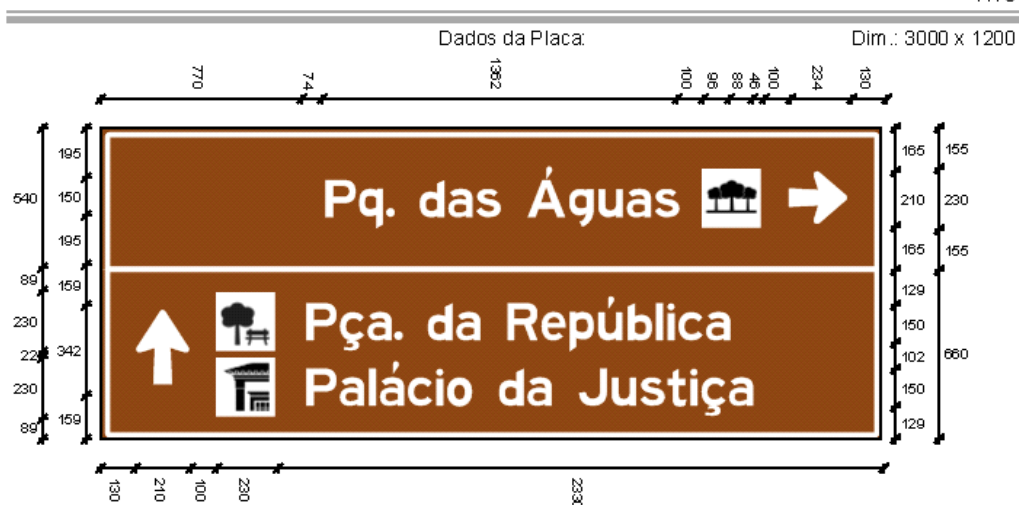 Dados da Placa:
Dim.: 3000 x 1200
770 74 1362 100 96 88 46 100 234 130
195 165 155
540 150 210 230
195 165 155
Pq. das Águas
89 159 129
230 150
22 342 102 660
230 150
89 159 129
Pça. da República
Palácio da Justiça
130 210 100 230 2330